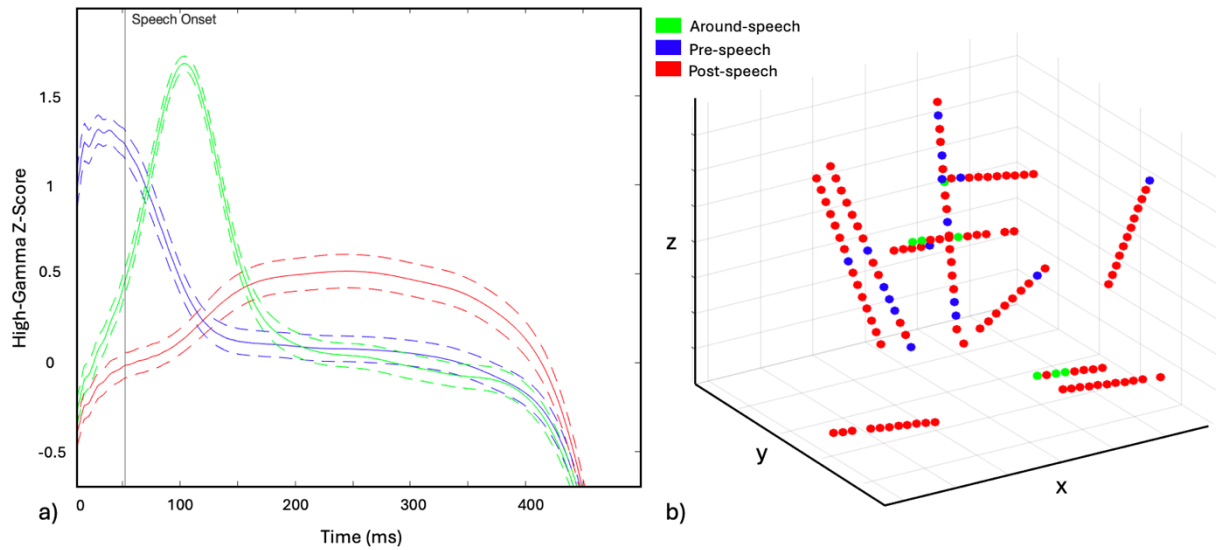 Speech Onset
1.5
1
0.5
0
-0.5
High-Gamma Z-Score
0
100
200
300
400
Time (ms)
a)
Around-speech
Pre-speech
Post-speech
z
y
x
b)